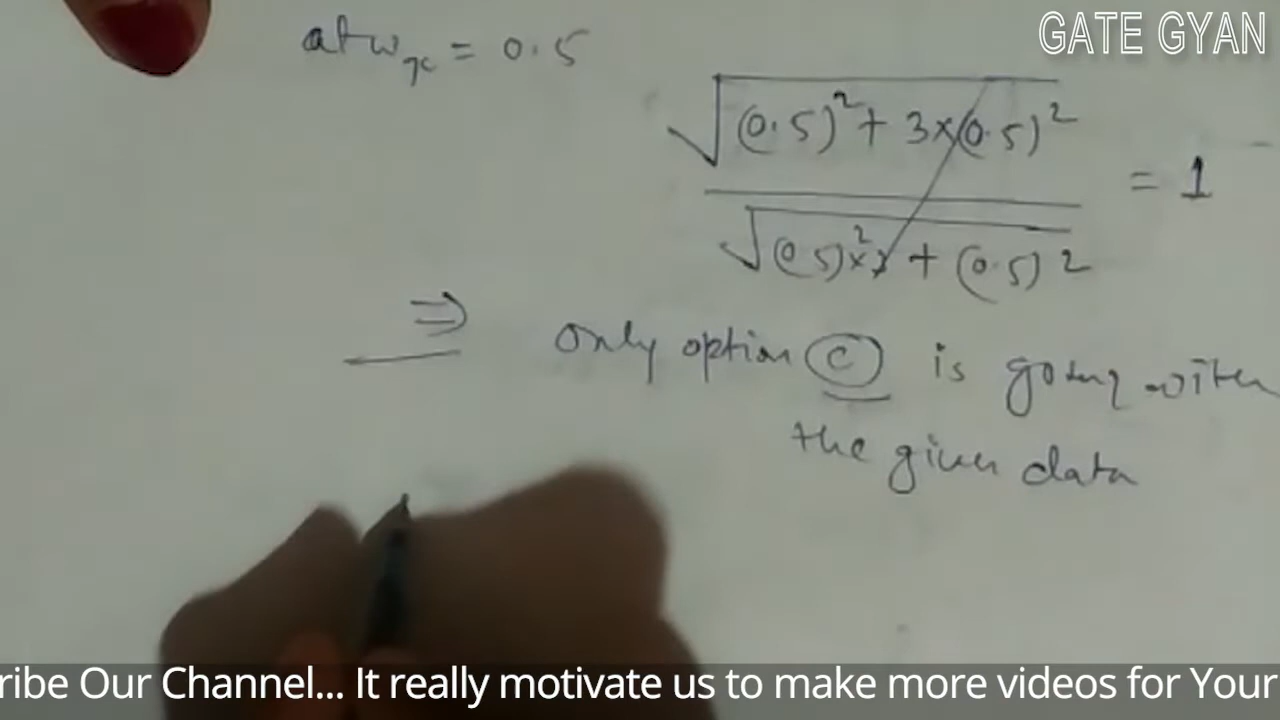 GATE GYAN
at ω = 0.5
√(0.5)² + 3×(0.5)²
= 1
√(0.5)²×3 + (0.5)²
⇒ only option (C) is going with
the given data
ribe Our Channel... It really motivate us to make more videos for Your